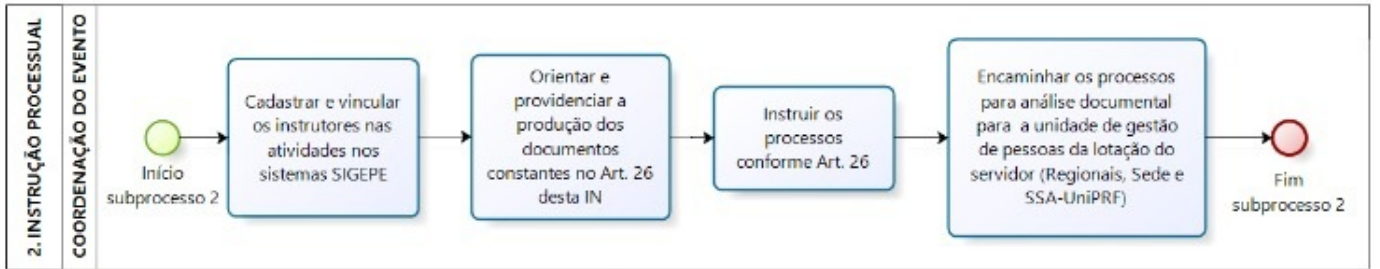 2. INSTRUÇÃO PROCESSUAL
COORDENAÇÃO DO EVENTO
Início
subprocesso 2
Cadastrar e vincular
os instrutores nas
atividades nos
sistemas SIGEPE
Orientar e
providenciar a
produção dos
documentos
constantes no Art. 26
desta IN
Instruir os
processos
conforme Art. 26
Encaminhar os processos
para análise documental
para a unidade de gestão
de pessoas da lotação do
servidor (Regionais, Sede e
SSA-UniPRF)
Fim
subprocesso 2